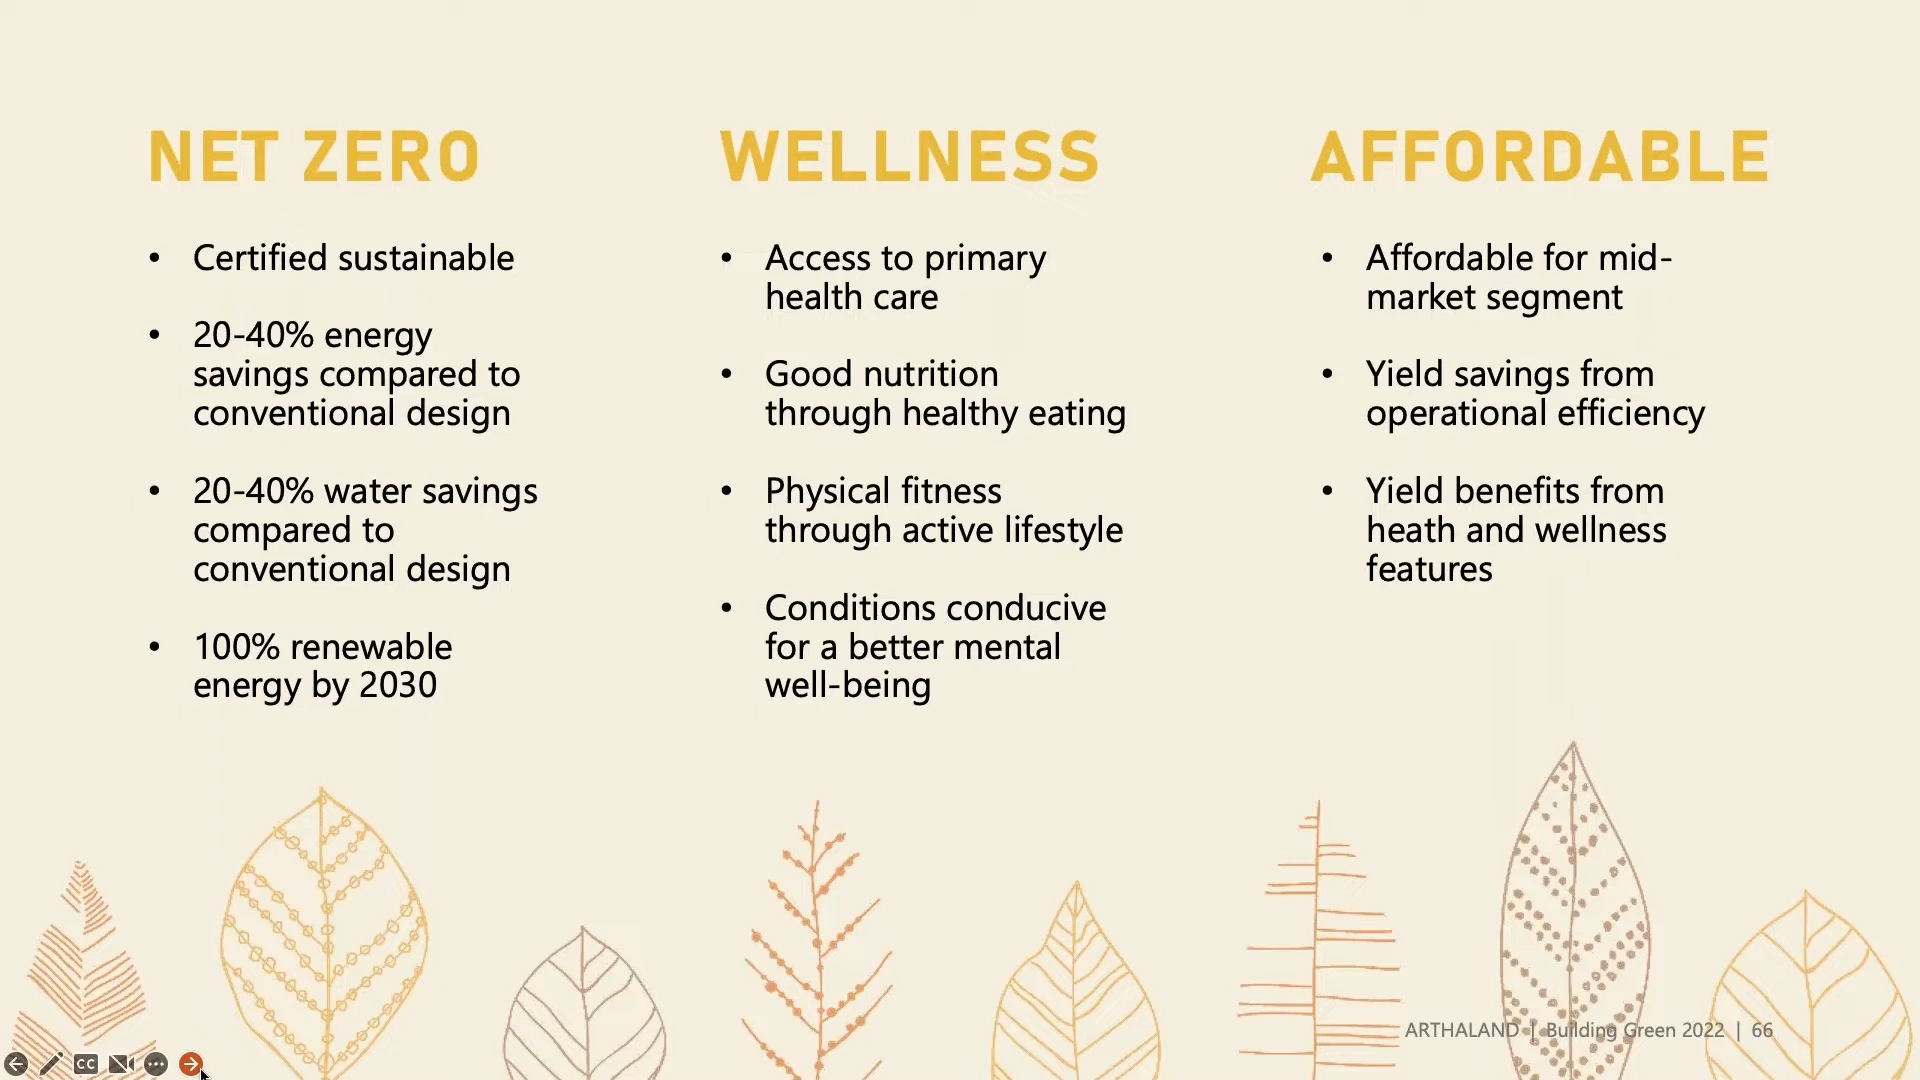 NET ZERO
• Certified sustainable
• 20-40% energy
savings compared to
conventional design
• 20-40% water savings
compared to
conventional design
• 100% renewable
energy by 2030
WELLNESS
• Access to primary
health care
• Good nutrition
through healthy eating
• Physical fitness
through active lifestyle
• Conditions conducive
for a better mental
well-being
AFFORDABLE
• Affordable for mid-
market segment
• Yield savings from
operational efficiency
• Yield benefits from
heath and wellness
features
ARTHALAND | Building Green 2022 | 66
CC